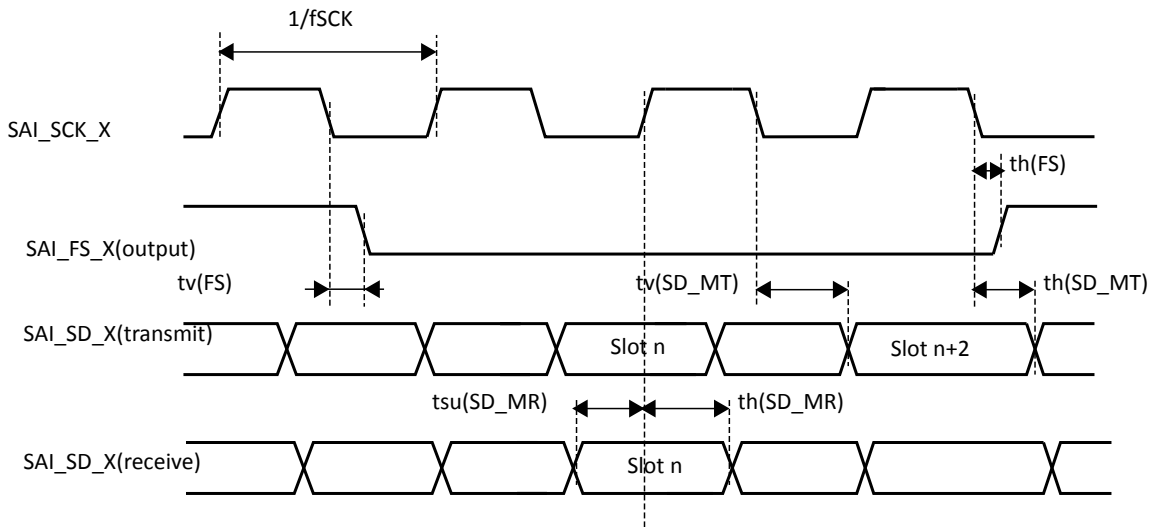 1/fSCK
SAI_SCK_X
th(FS)
SAI_FS_X(output)
tv(FS)
tv(SD_MT)
th(SD_MT)
SAI_SD_X(transmit)
Slot n
Slot n+2
tsu(SD_MR)
th(SD_MR)
SAI_SD_X(receive)
Slot n